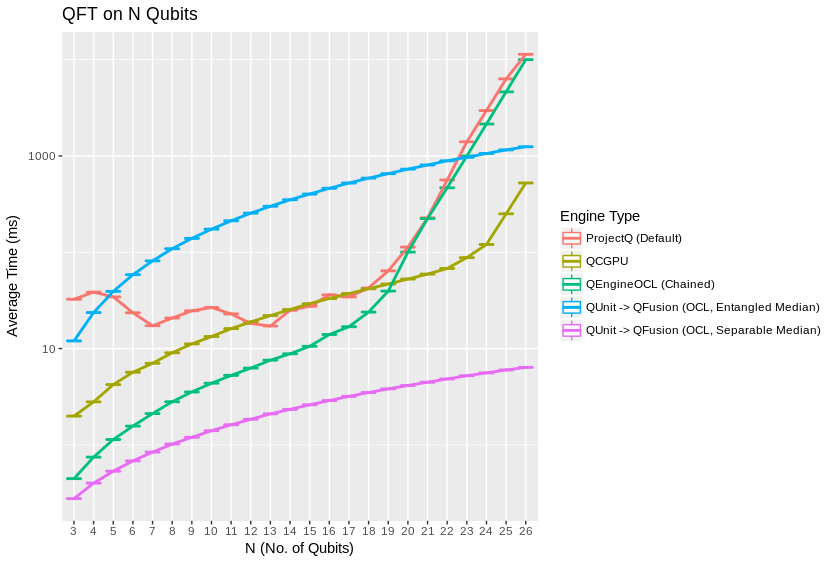 QFT on N Qubits
Average Time (ms)
1000
10
3 4 5 6 7 8 9 10 11 12 13 14 15 16 17 18 19 20 21 22 23 24 25 26
N (No. of Qubits)
Engine Type
ProjectQ (Default)
QCGPU
QEngineOCL (Chained)
QUnit -> QFusion (OCL, Entangled Median)
QUnit -> QFusion (OCL, Separable Median)